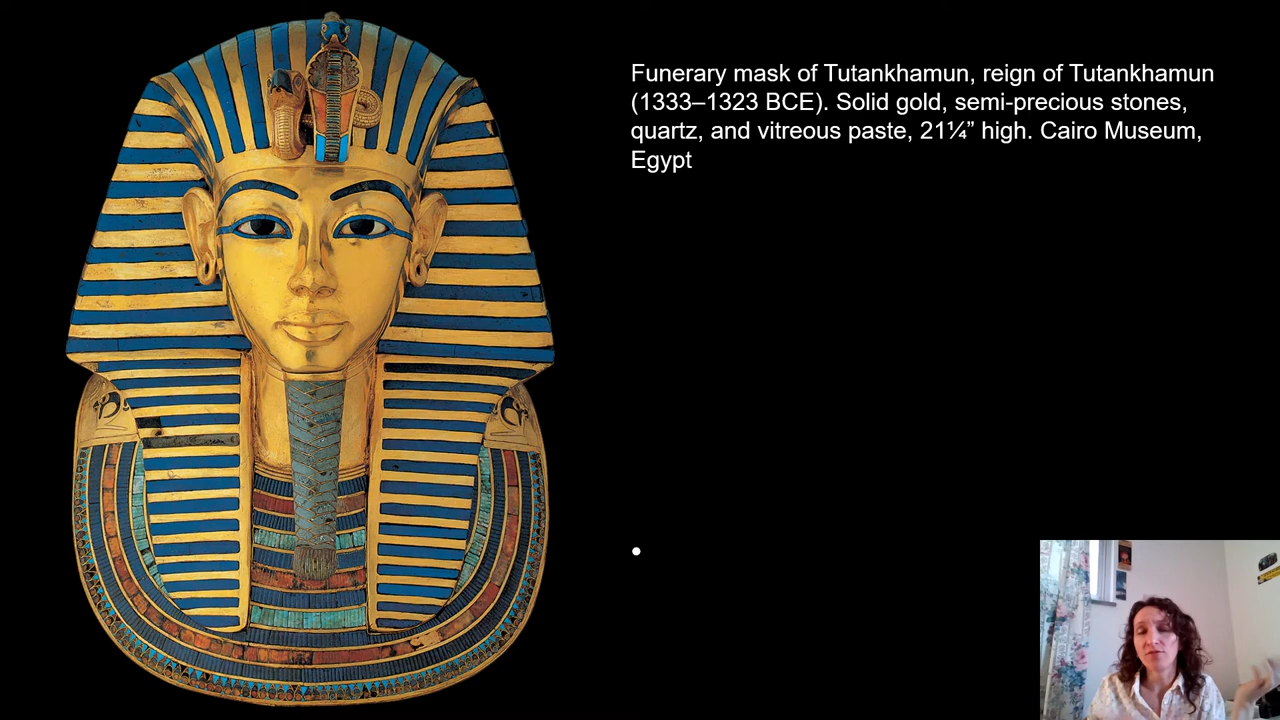 Funerary mask of Tutankhamun, reign of Tutankhamun
(1333–1323 BCE). Solid gold, semi-precious stones,
quartz, and vitreous paste, 21¼” high. Cairo Museum,
Egypt